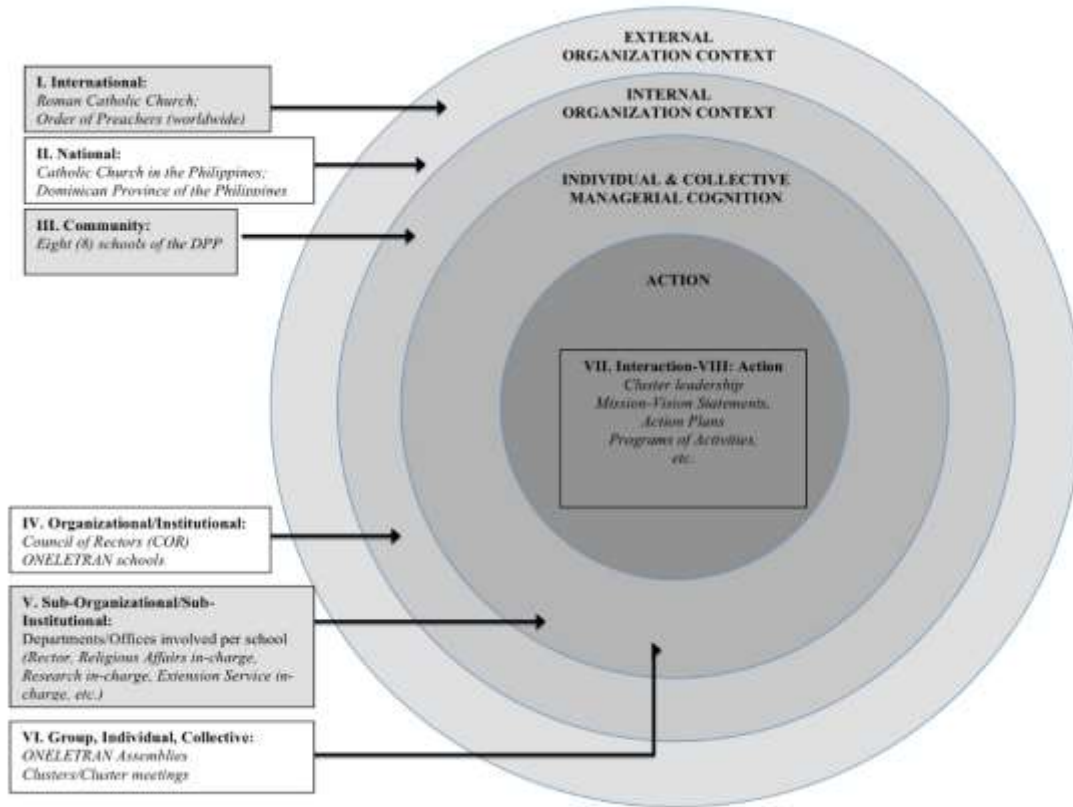 EXTERNAL
ORGANIZATION CONTEXT
INTERNAL
ORGANIZATION CONTEXT
INDIVIDUAL & COLLECTIVE
MANAGERIAL COGNITION
ACTION
VII. Interaction-VIII: Action
Cluster leadership
Mission-Vision Statements,
Action Plans
Programs of Activities,
etc.
I. International:
Roman Catholic Church;
Order of Preachers (worldwide)
II. National:
Catholic Church in the Philippines;
Dominican Province of the Philippines
III. Community:
Eight (8) schools of the DPP
IV. Organizational/Institutional:
Council of Rectors (COR)
ONELETRAN schools
V. Sub-Organizational/Sub-
Institutional:
Departments/Offices involved per school
(Rector, Religious Affairs in-charge,
Research in-charge, Extension Service in-
charge, etc.)
VI. Group, Individual, Collective:
ONELETRAN Assemblies
Clusters/Cluster meetings